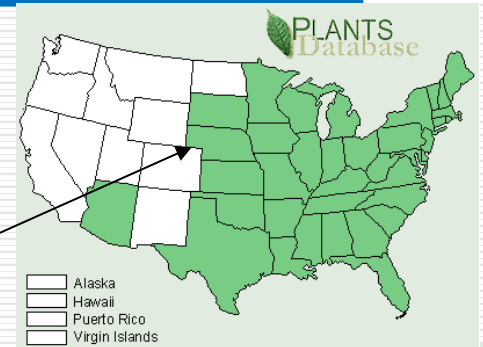 PLANTS
Database
Alaska
Hawaii
Puerto Rico
Virgin Islands